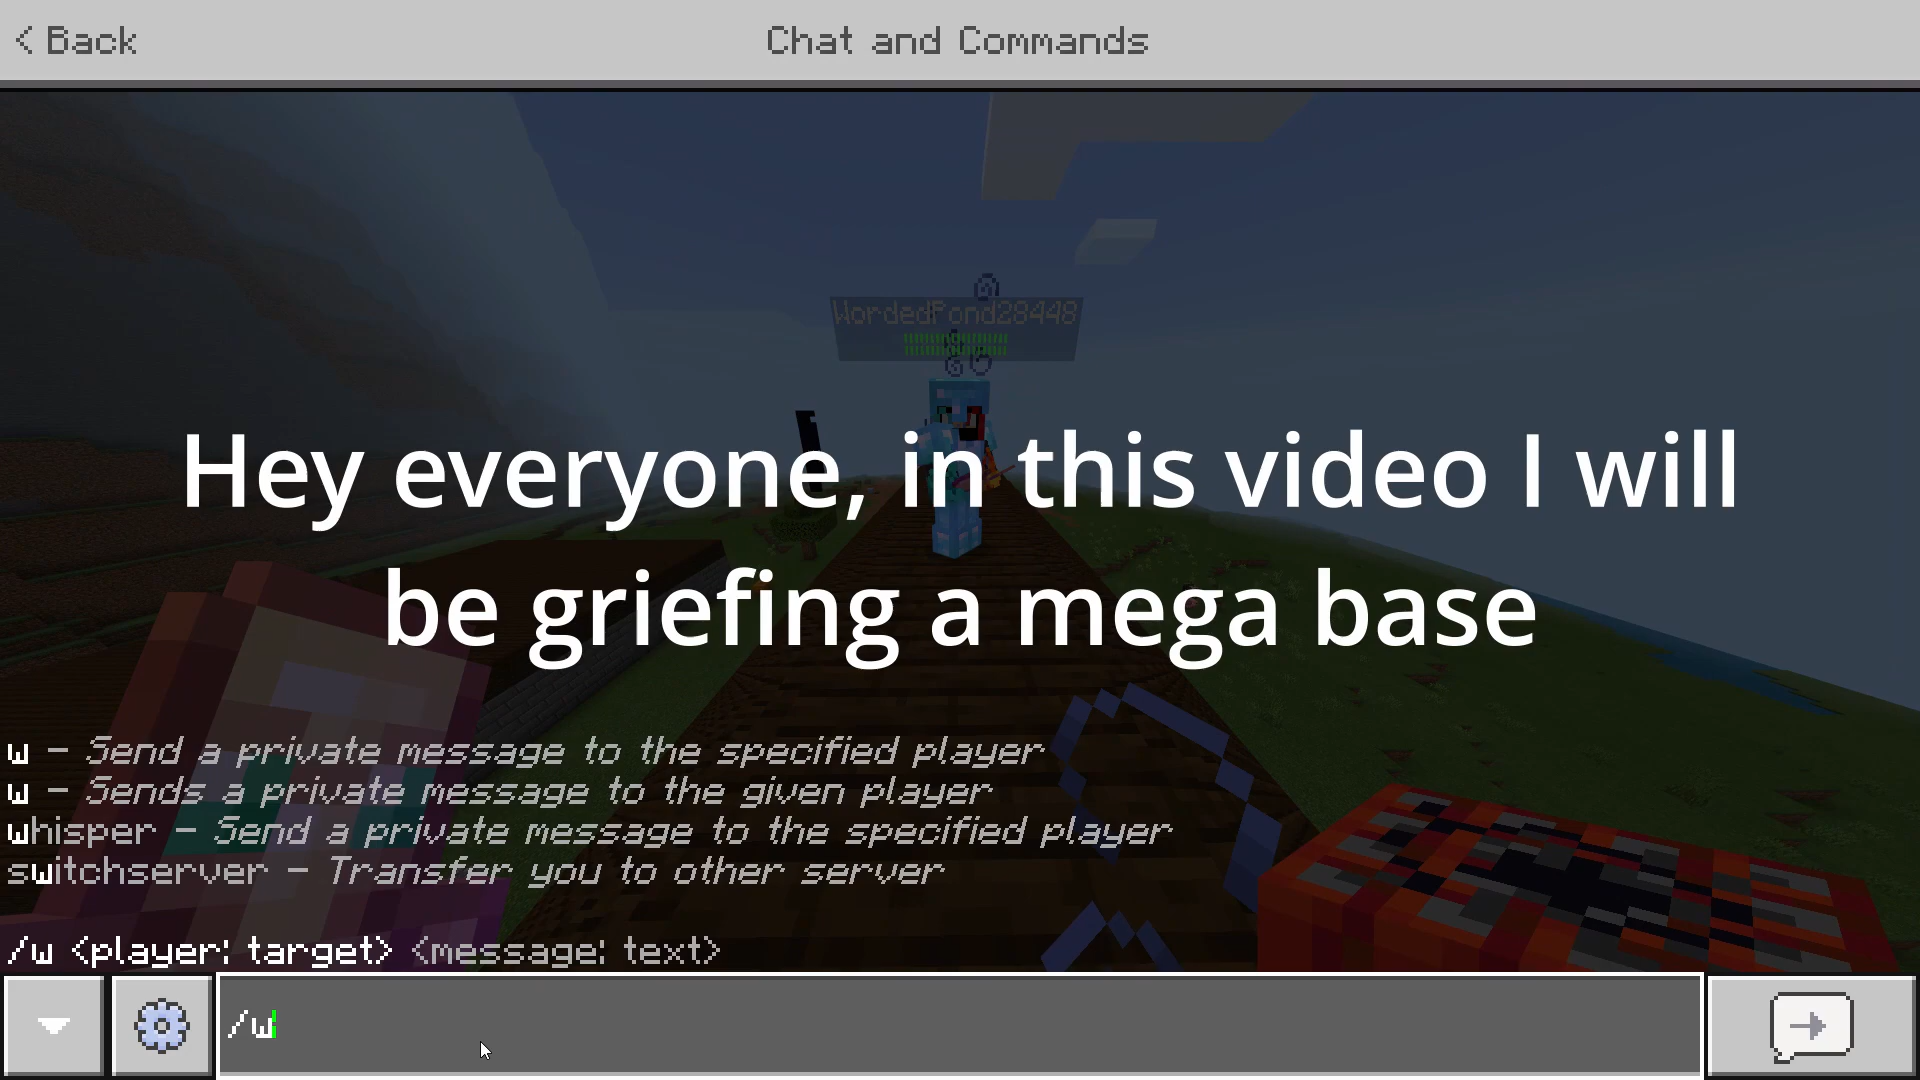 < Back
Chat and Commands
WordedPond28448
Hey everyone, in this video I will
be griefing a mega base
w - Send a private message to the specified player
w - Sends a private message to the given player
whisper - Send a private message to the specified player
switchserver - Transfer you to other server
/w <player: target> <message: text>
/w